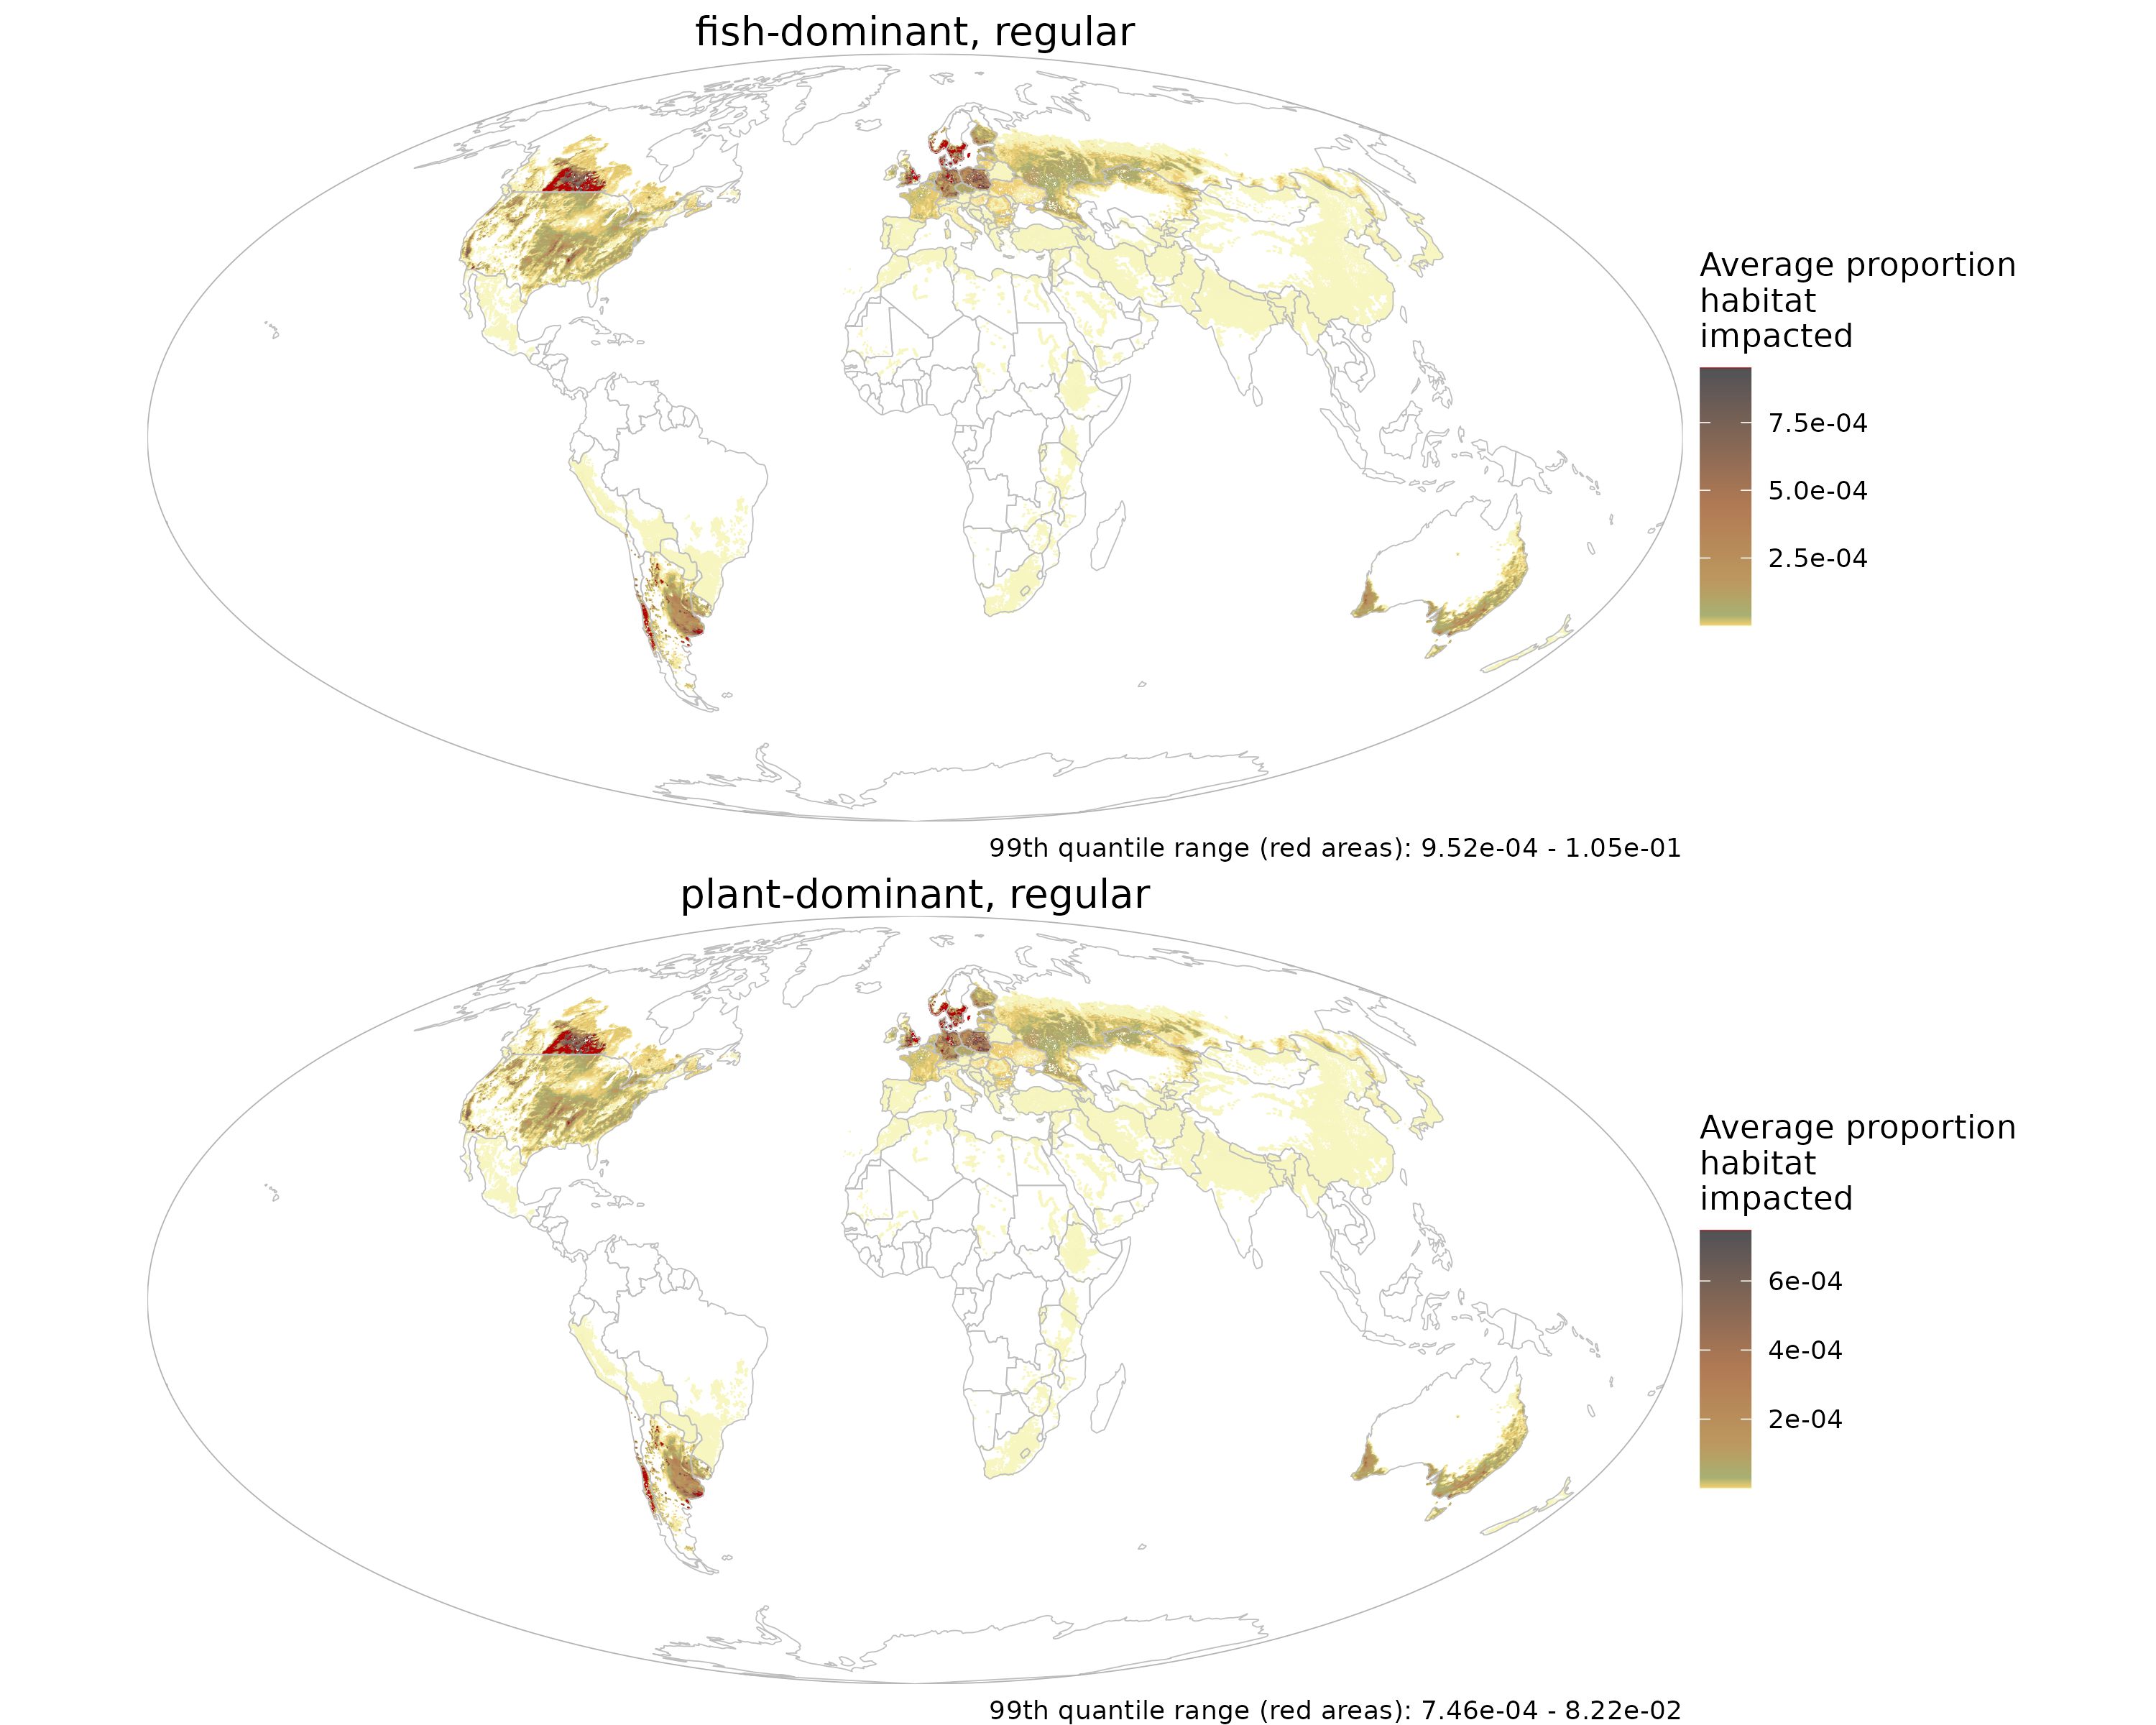 fish-dominant, regular
Average proportion
habitat
impacted
7.5e-04
5.0e-04
2.5e-04
99th quantile range (red areas): 9.52e-04 - 1.05e-01
plant-dominant, regular
Average proportion
habitat
impacted
6e-04
4e-04
2e-04
99th quantile range (red areas): 7.46e-04 - 8.22e-02